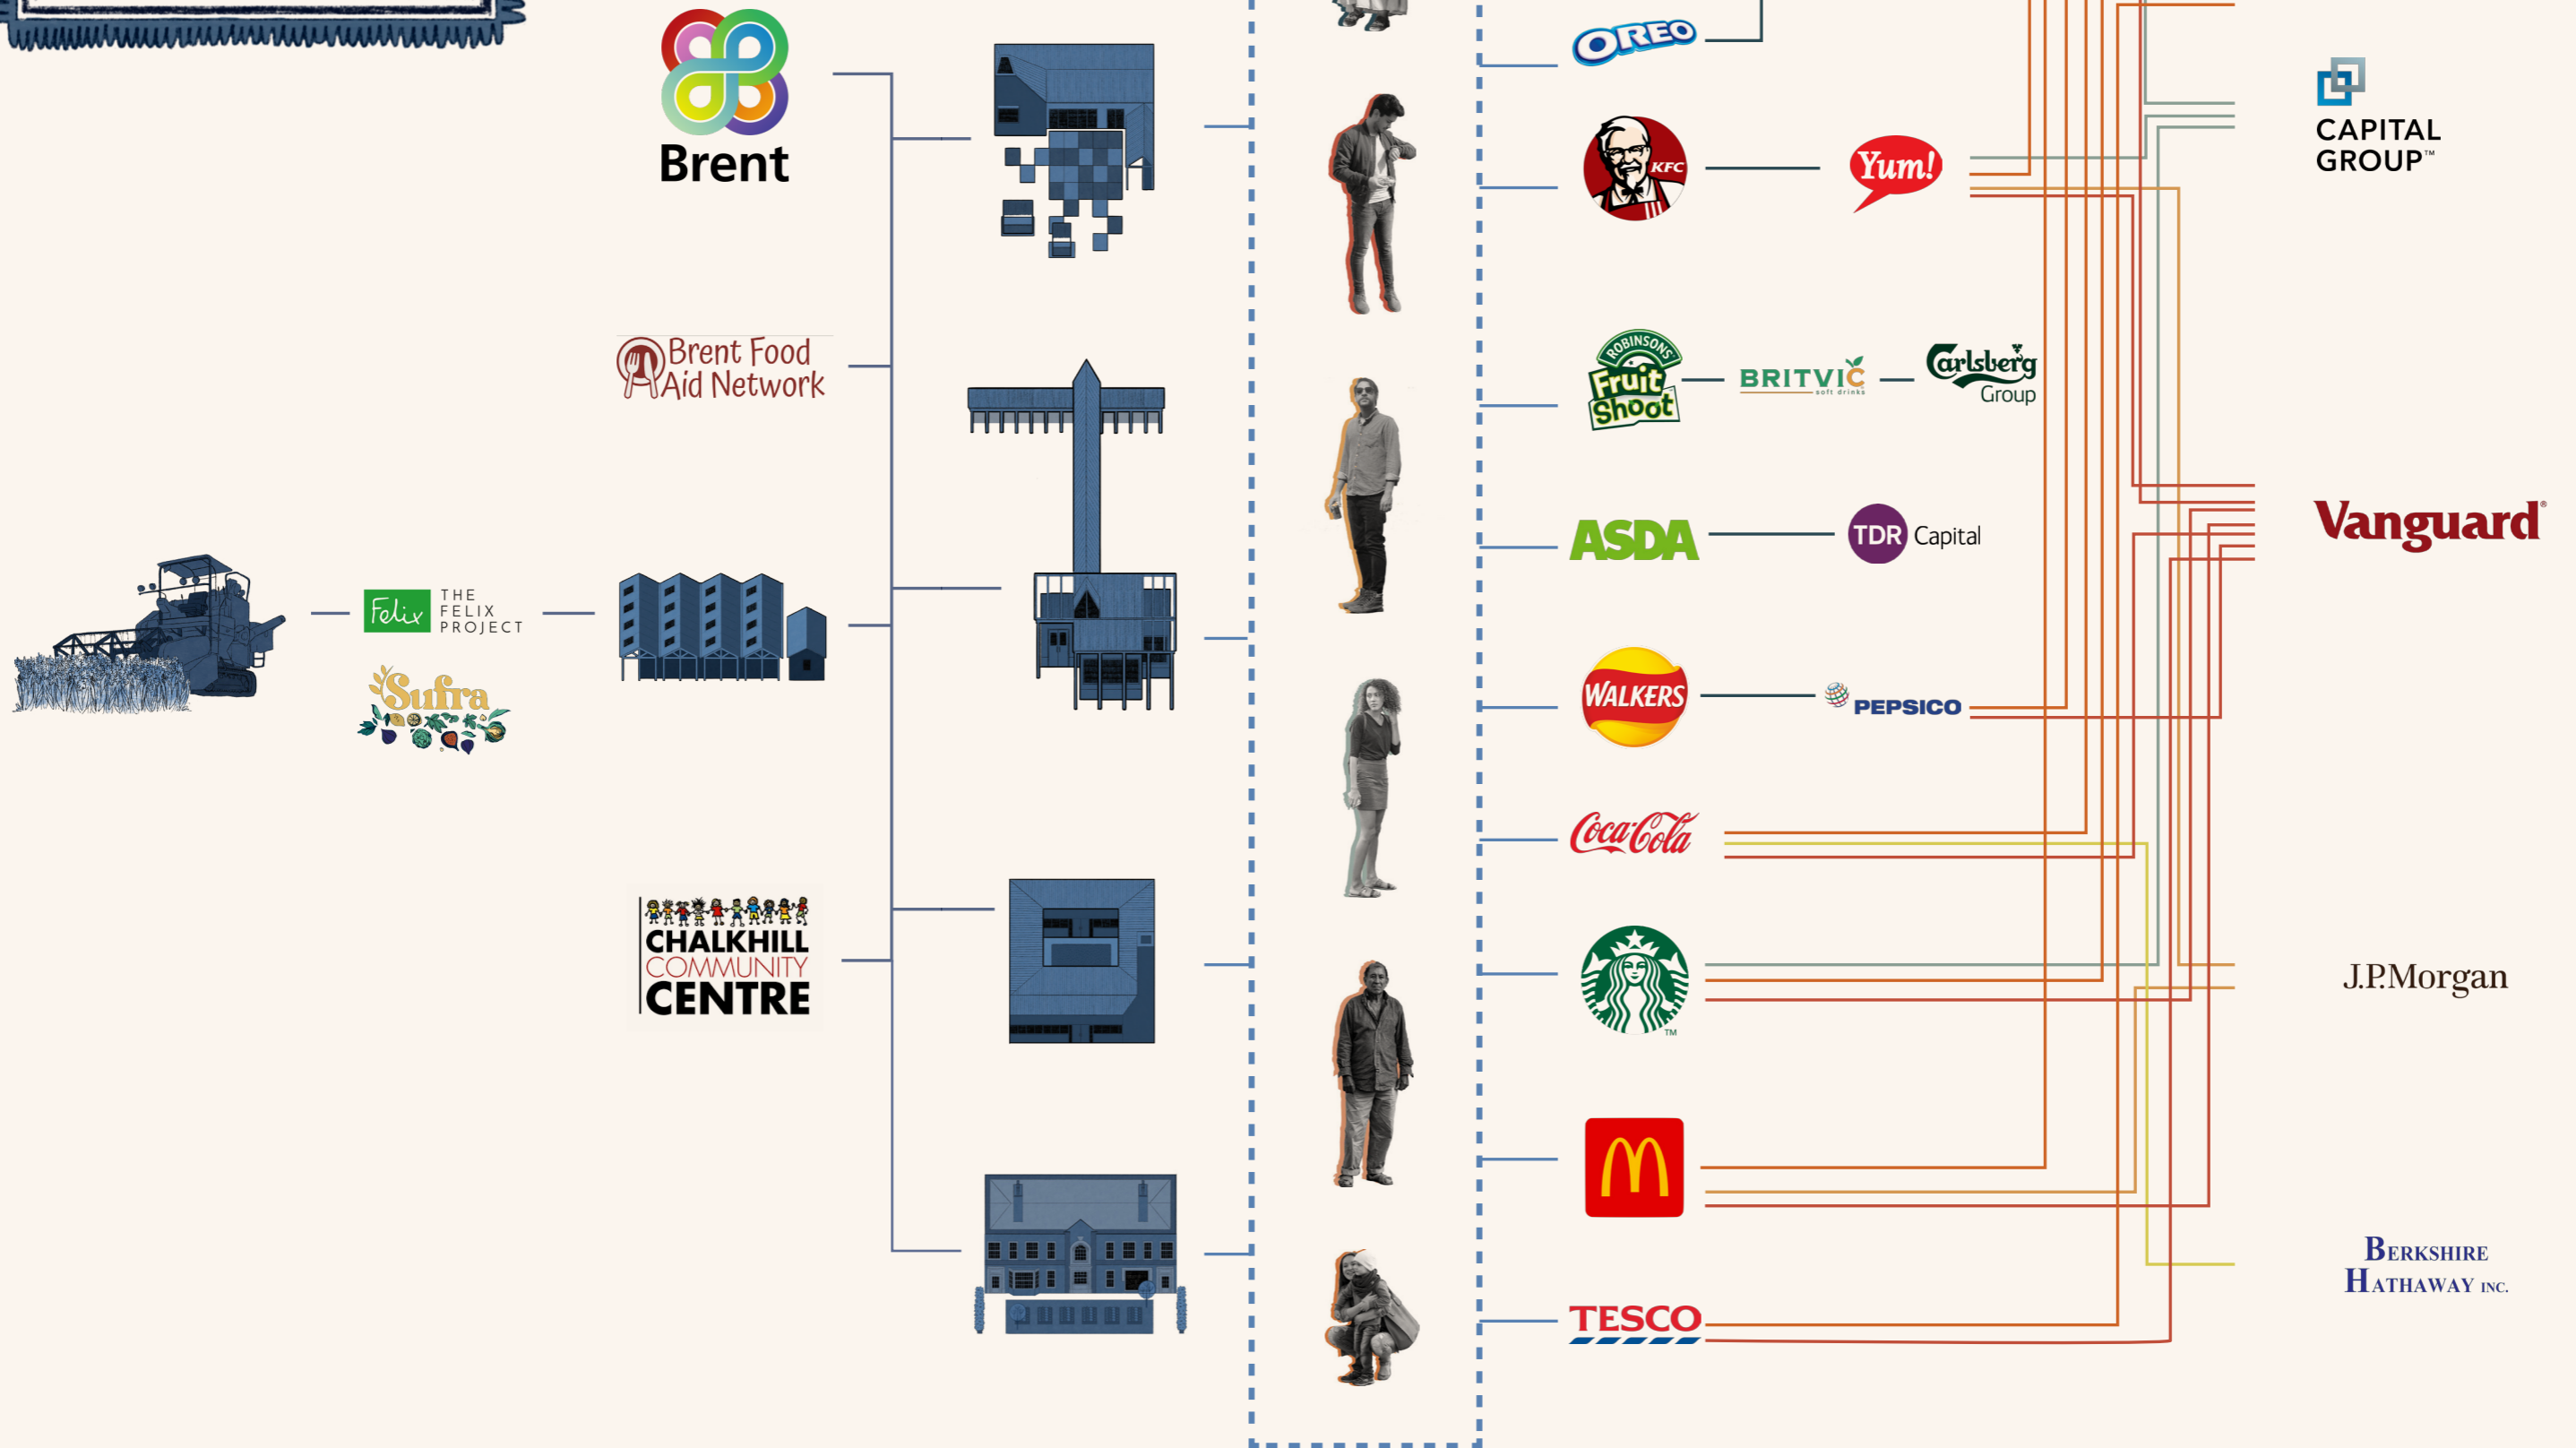 Brent
Brent Food
Aid Network
Felix
THE
FELIX
PROJECT
Sufra
CHALKHILL
COMMUNITY
CENTRE
OREO
KFC
Yum!
ROBINSONS
Fruit
Shoot
BRITVIC
soft drinks
Carlsberg
Group
ASDA
TDR Capital
WALKERS
PEPSICO
Coca-Cola
TM
M
TESCO
CAPITAL
GROUP™
Vanguard®
J.P.Morgan
BERKSHIRE
HATHAWAY INC.